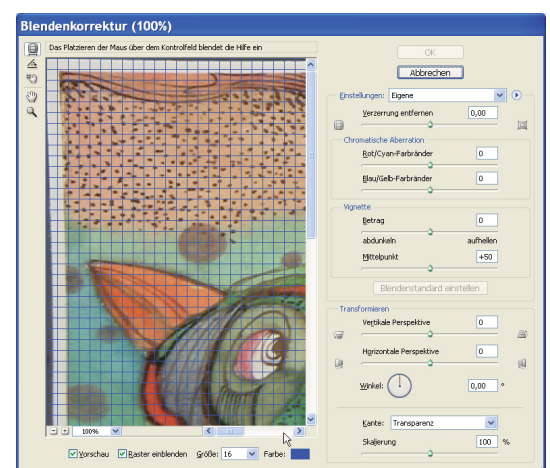 Blendenkorrektur (100%)
Das Platzieren der Maus über dem Kontrollfeld blendet die Hilfe ein
OK
Abbrechen
Einstellungen: Eigene
Verzerrung entfernen 0,00
Chromatische Aberration
Rot/Cyan-Farbränder 0
Blau/Gelb-Farbränder 0
Vignette
Betrag 0
abdunkeln aufhellen
Mittelpunkt +50
Blendenstandard einstellen
Transformieren
Vertikale Perspektive 0
Horizontale Perspektive 0
Winkel: 0,00 °
Kante: Transparenz
Skalierung 100 %
100%
Vorschau Raster einblenden Größe: 16 Farbe: